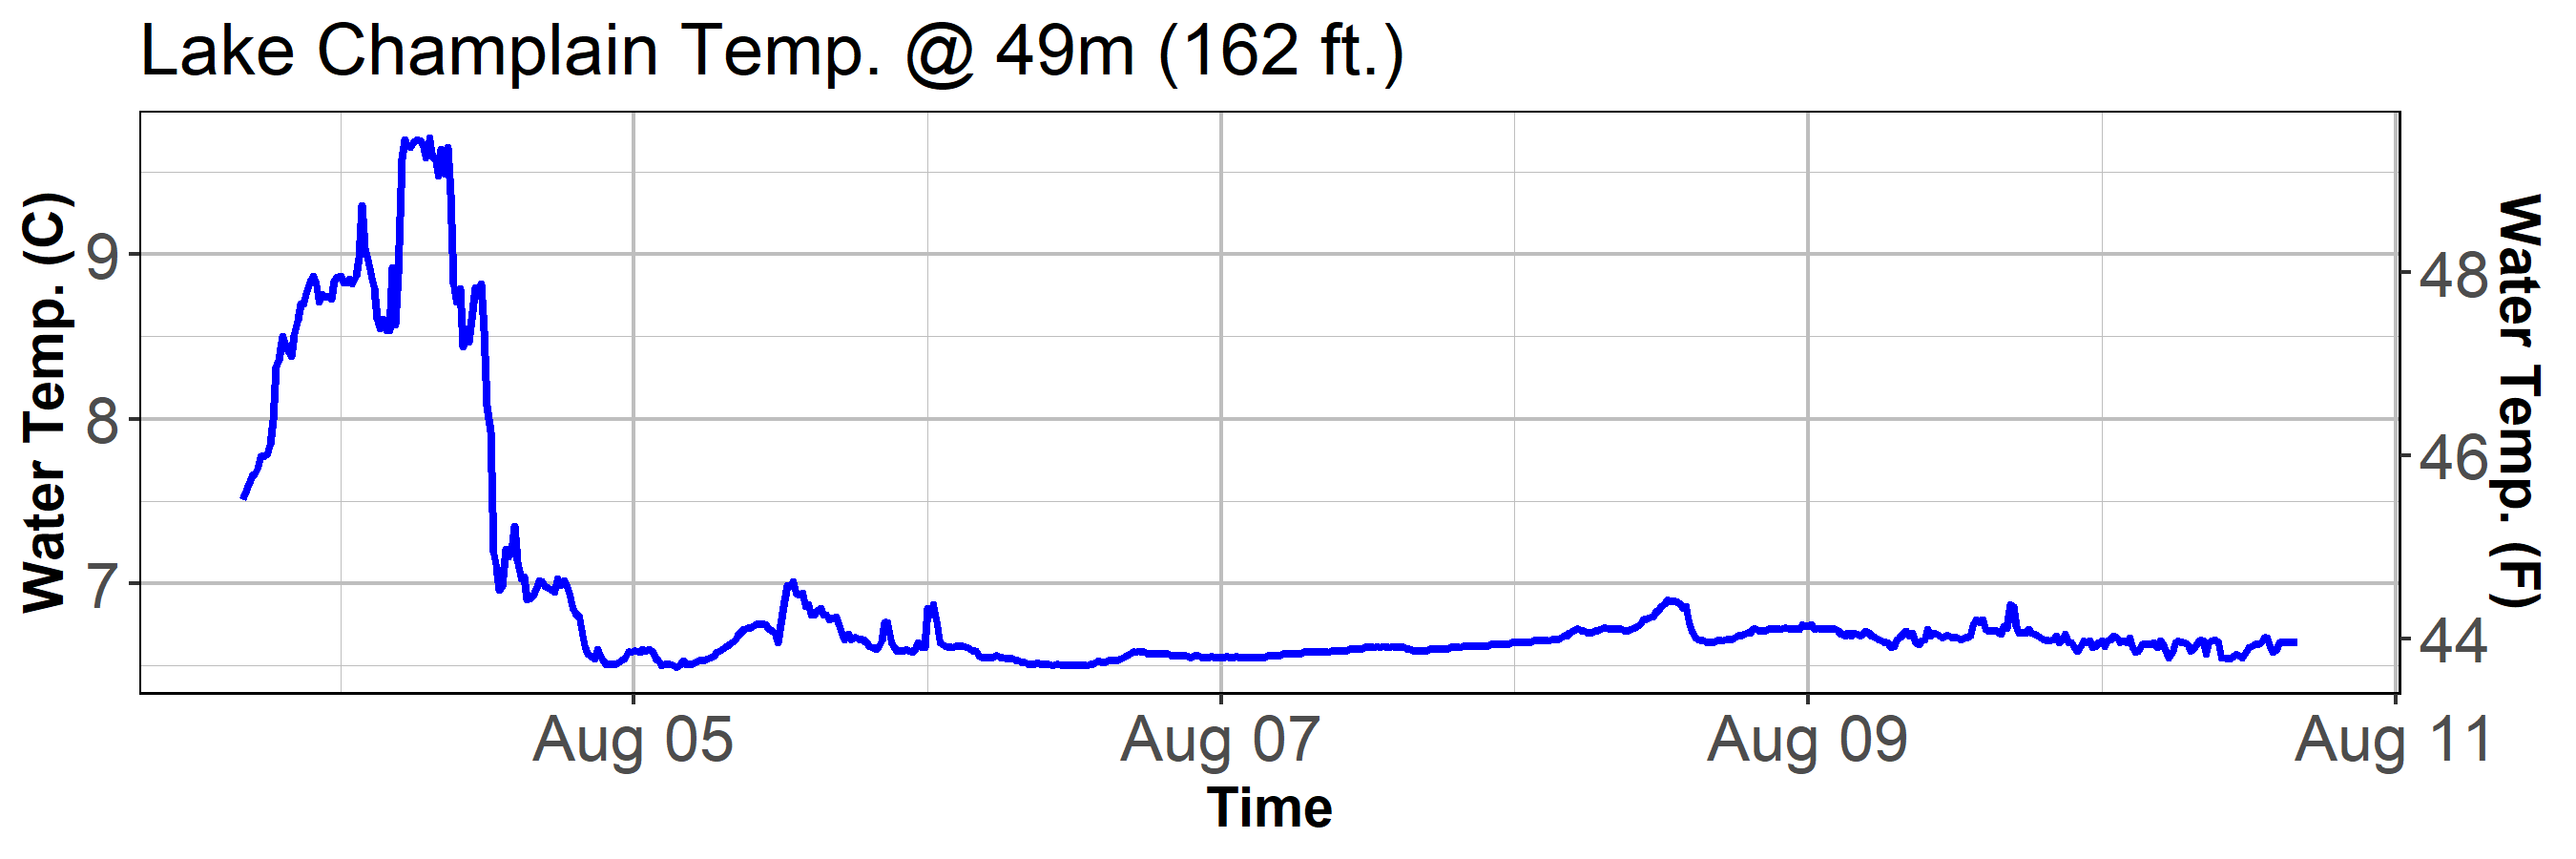 Lake Champlain Temp. @ 49m (162 ft.)
Water Temp. (C)
9
8
7
48
46
44
Water Temp. (F)
Aug 05
Aug 07
Aug 09
Aug 11
Time